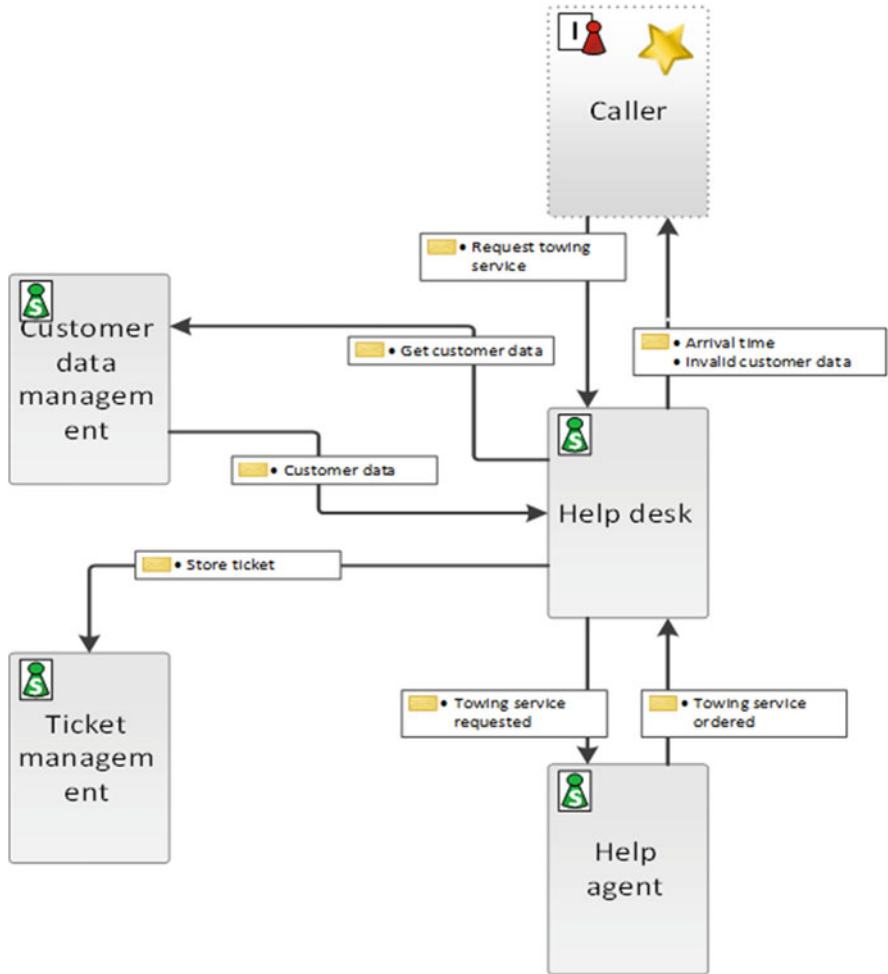 I
Caller
• Request towing
service
S
Customer
data
managem
ent
• Get customer data
• Arrival time
• Invalid customer data
• Customer data
S
Help desk
• Store ticket
S
Ticket
managem
ent
• Towing service
requested
• Towing service
ordered
S
Help
agent